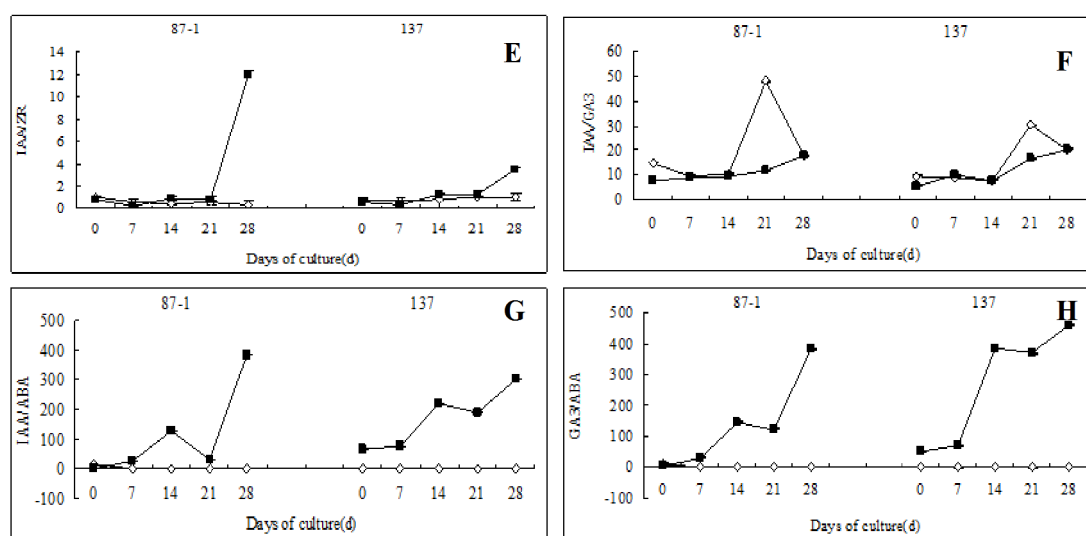 87-1 137
E
IAA/ZR
14
12
10
8
6
4
2
0
0 7 14 21 28 0 7 14 21 28
Days of culture(d)
87-1 137
F
IAA/GA3
60
50
40
30
20
10
0
0 7 14 21 28 0 7 14 21 28
Days of culture(d)
87-1 137
G
IAA/ABA
500
400
300
200
100
0
-100
0 7 14 21 28 0 7 14 21 28
Days of culture(d)
87-1 137
H
GA3/ABA
500
400
300
200
100
0
-100
0 7 14 21 28 0 7 14 21 28
Days of culture(d)